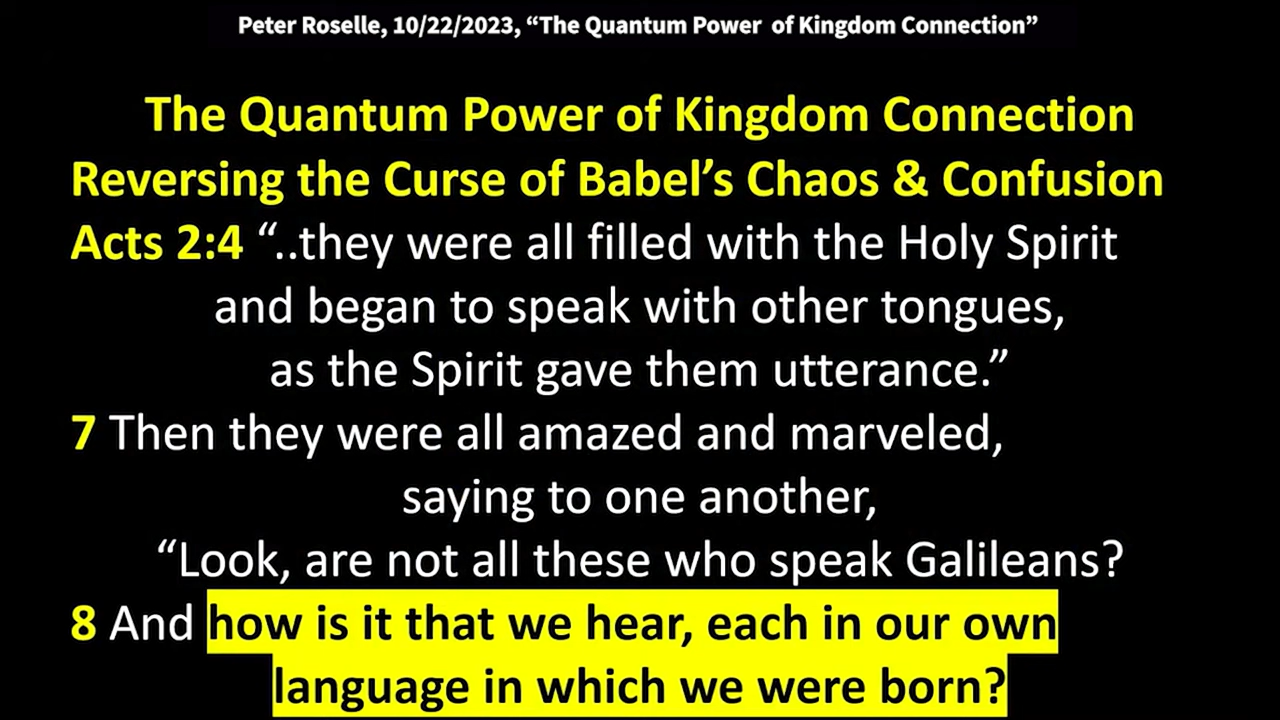 Peter Roselle, 10/22/2023, “The Quantum Power of Kingdom Connection”
The Quantum Power of Kingdom Connection
Reversing the Curse of Babel’s Chaos & Confusion
Acts 2:4 “..they were all filled with the Holy Spirit
and began to speak with other tongues,
as the Spirit gave them utterance.”
7 Then they were all amazed and marveled,
saying to one another,
“Look, are not all these who speak Galileans?
8 And how is it that we hear, each in our own
language in which we were born?